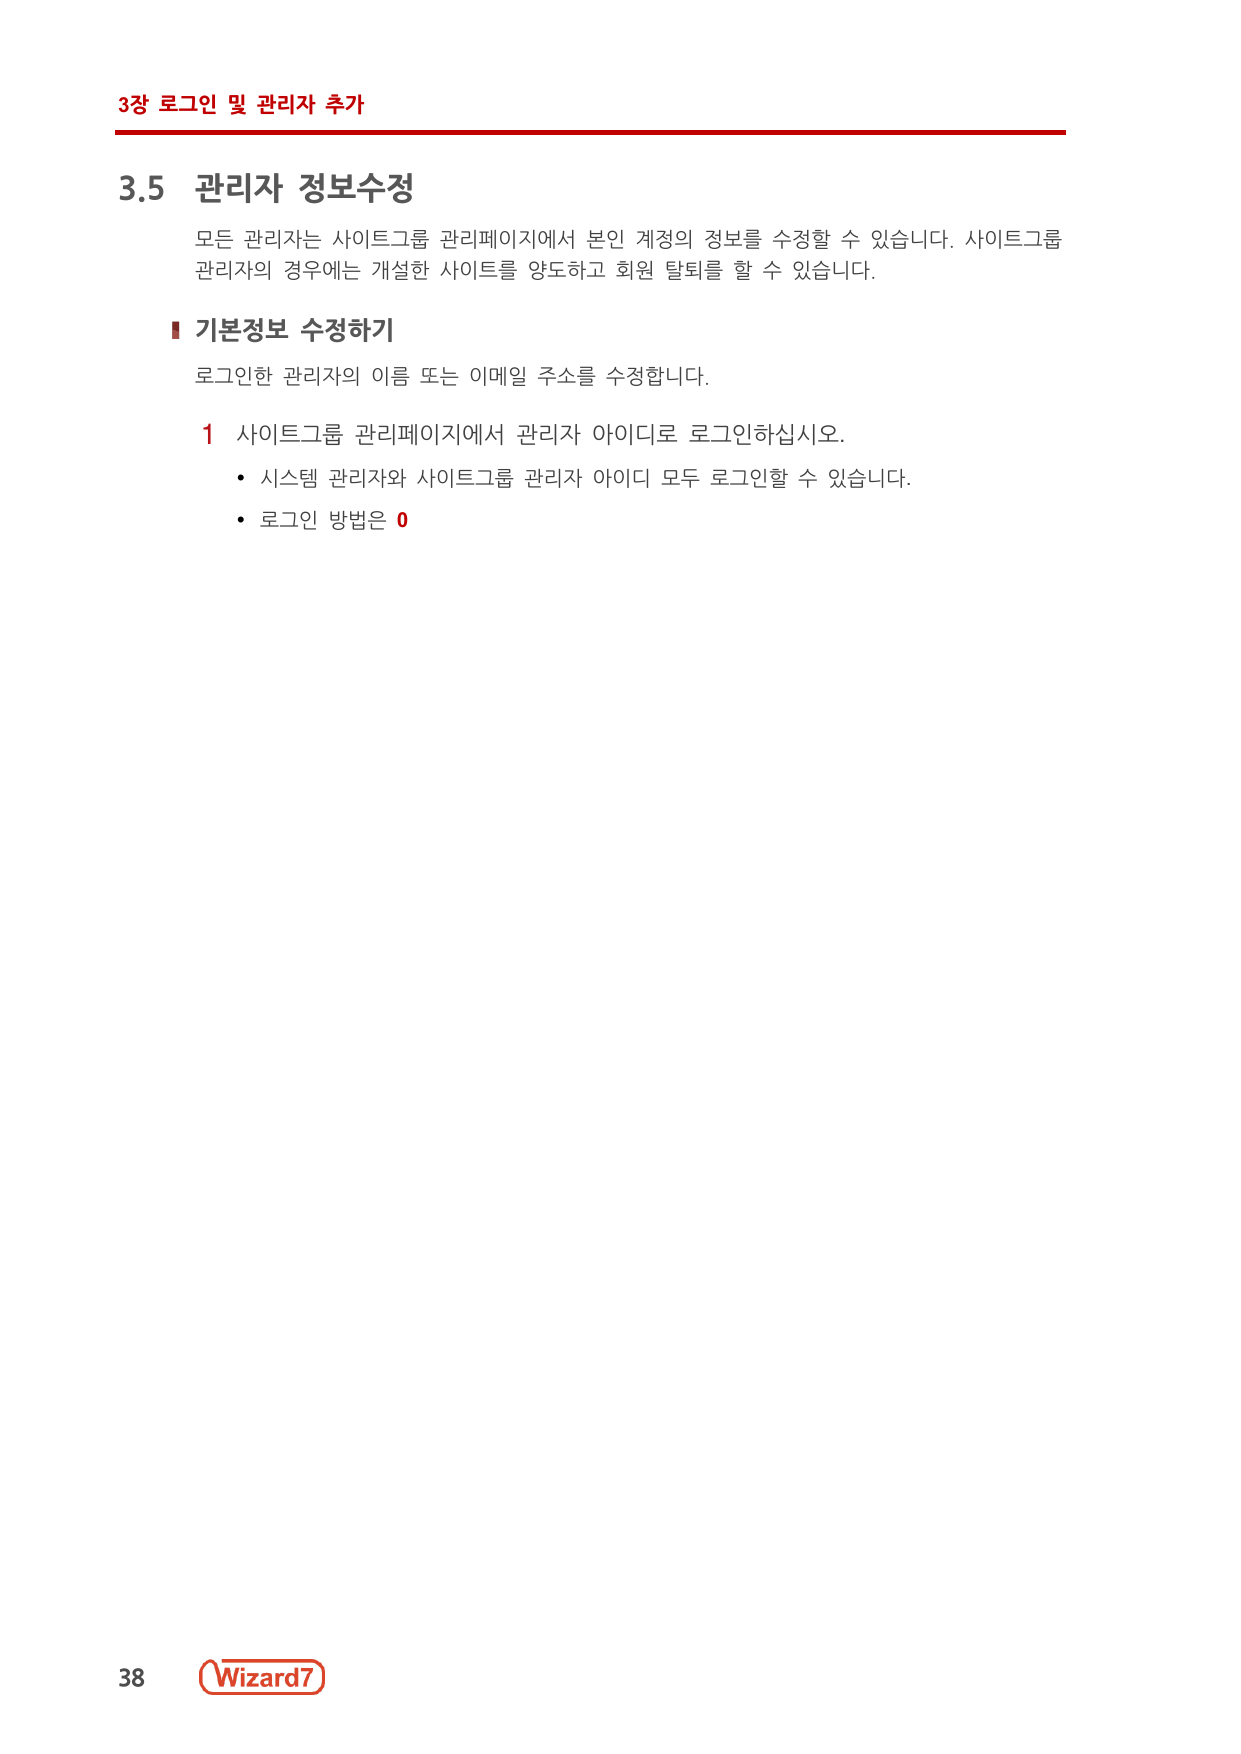 3장 로그인 및 관리자 추가
3.5 관리자 정보수정
모든 관리자는 사이트그룹 관리페이지에서 본인 계정의 정보를 수정할 수 있습니다. 사이트그룹
관리자의 경우에는 개설한 사이트를 양도하고 회원 탈퇴를 할 수 있습니다.
기본정보 수정하기
로그인한 관리자의 이름 또는 이메일 주소를 수정합니다.
1 사이트그룹 관리페이지에서 관리자 아이디로 로그인하십시오.
• 시스템 관리자와 사이트그룹 관리자 아이디 모두 로그인할 수 있습니다.
• 로그인 방법은 0
38 Wizard7